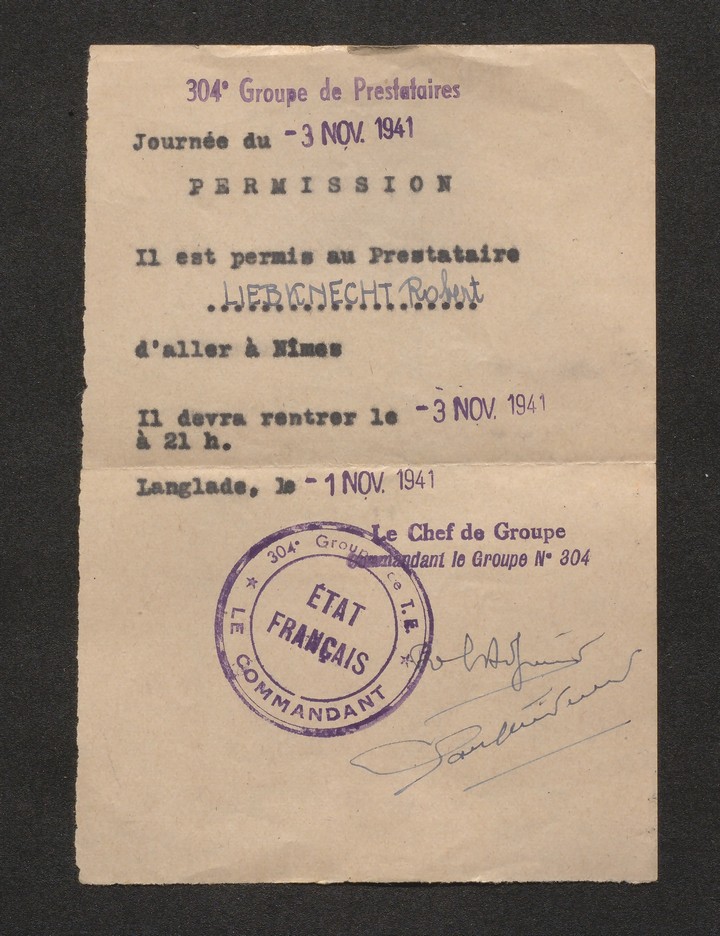 304e Groupe de Prestataires
Journée du - 3 NOV. 1941
PERMISSION
Il est permis au Prestataire
LIEBKNECHT Robert
d'aller à Nîmes
Il devra rentrer le - 3 NOV. 1941
à 21 h.
Langlade, le - 1 NOV. 1941
Le Chef de Groupe
Commandant le Groupe N° 304
304e Groupe de T.E.
ÉTAT
FRANÇAIS
LE COMMANDANT